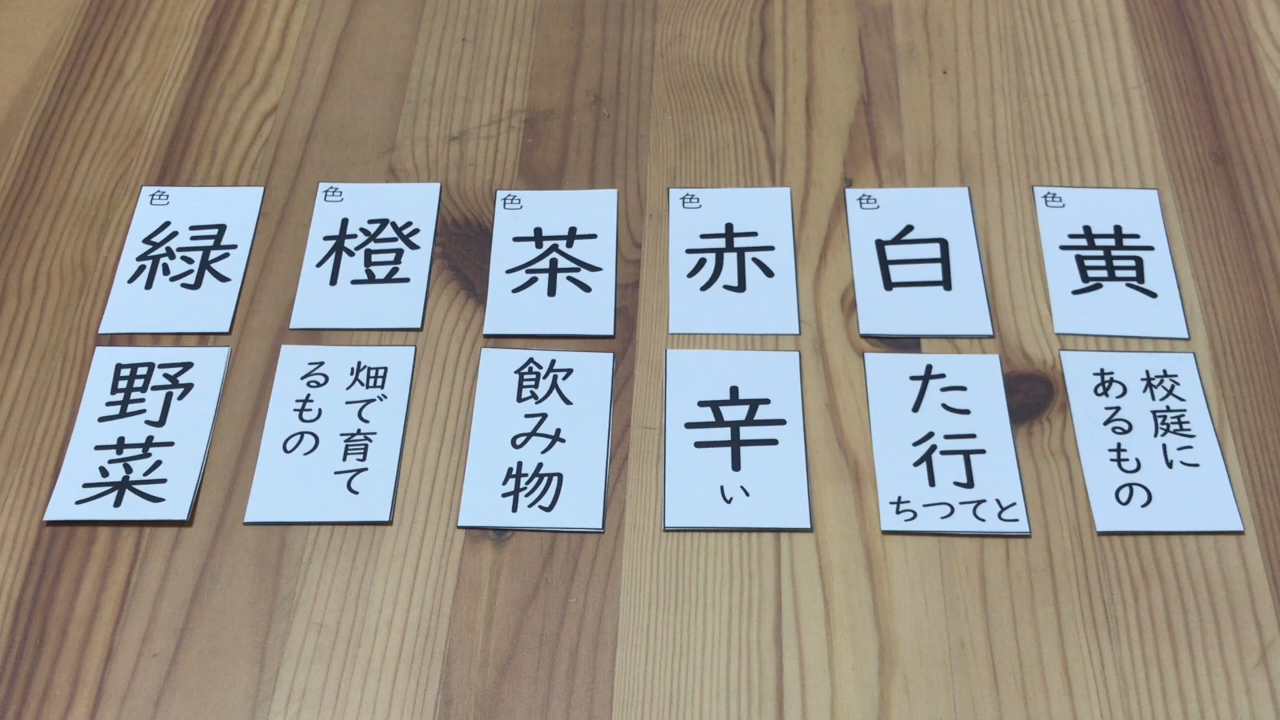 色
緑
色
橙
色
茶
色
赤
色
白
色
黄
野菜
畑で育て
るもの
飲み物
辛
い
た行
ちつてと
校庭に
あるもの